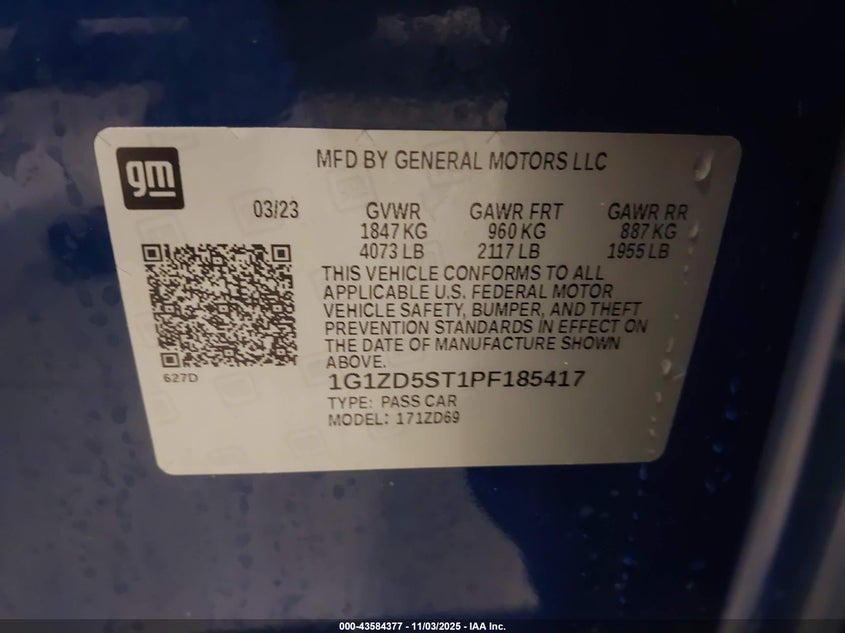 gm
MFD BY GENERAL MOTORS LLC
03/23 GVWR GAWR FRT GAWR RR
1847 KG 960 KG 887 KG
4073 LB 2117 LB 1955 LB
THIS VEHICLE CONFORMS TO ALL
APPLICABLE U.S. FEDERAL MOTOR
VEHICLE SAFETY, BUMPER, AND THEFT
PREVENTION STANDARDS IN EFFECT ON
THE DATE OF MANUFACTURE SHOWN
ABOVE.
627D
1G1ZD5ST1PF185417
TYPE: PASS CAR
MODEL: 171ZD69
000-43584377 - 11/03/2025 - IAA Inc.